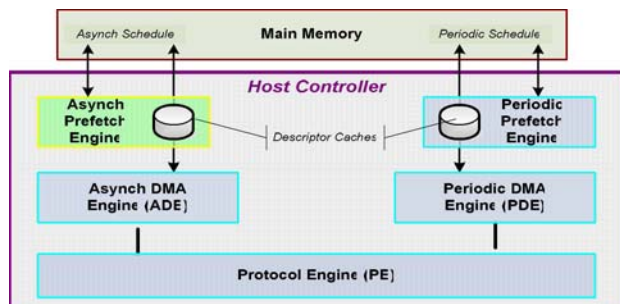 Asynch Schedule
Main Memory
Periodic Schedule
Host Controller
Asynch
Prefetch
Engine
Periodic
Prefetch
Engine
Descriptor Caches
Asynch DMA
Engine (ADE)
Periodic DMA
Engine (PDE)
Protocol Engine (PE)